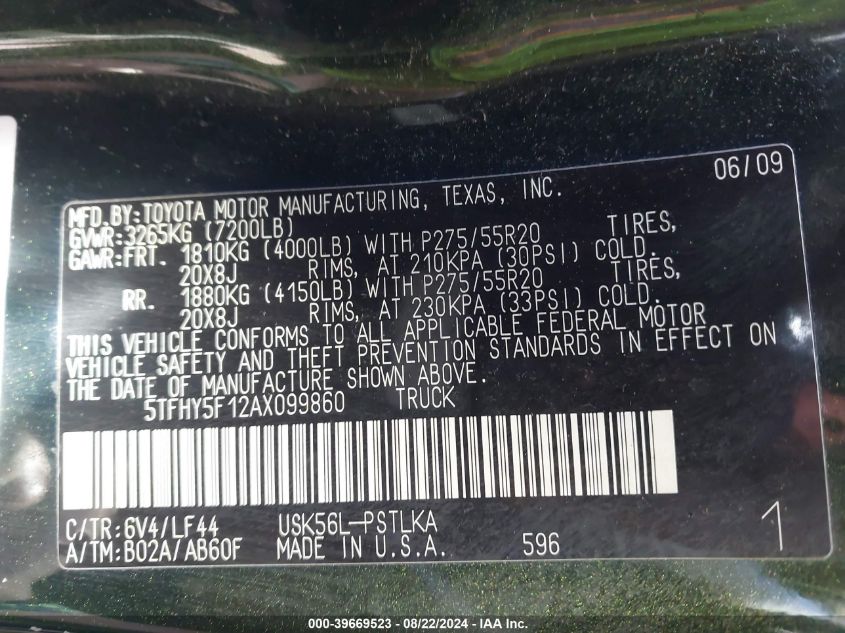 06/09
MFD.BY:TOYOTA MOTOR MANUFACTURING, TEXAS, INC.
GVWR:3265KG (7200LB)
GAWR:FRT. 1810KG (4000LB) WITH P275/55R20 TIRES,
20X8J RIMS, AT 210KPA (30PSI) COLD.
RR. 1880KG (4150LB) WITH P275/55R20 TIRES,
20X8J RIMS, AT 230KPA (33PSI) COLD.
THIS VEHICLE CONFORMS TO ALL APPLICABLE FEDERAL MOTOR
VEHICLE SAFETY AND THEFT PREVENTION STANDARDS IN EFFECT ON
THE DATE OF MANUFACTURE SHOWN ABOVE.
5TFHY5F12AX099860 TRUCK
C/TR:6V4/LF44 USK56L-PSTLKA
A/TM:B02A/AB60F MADE IN U.S.A. 596 1
000-39669523 - 08/22/2024 - IAA Inc.